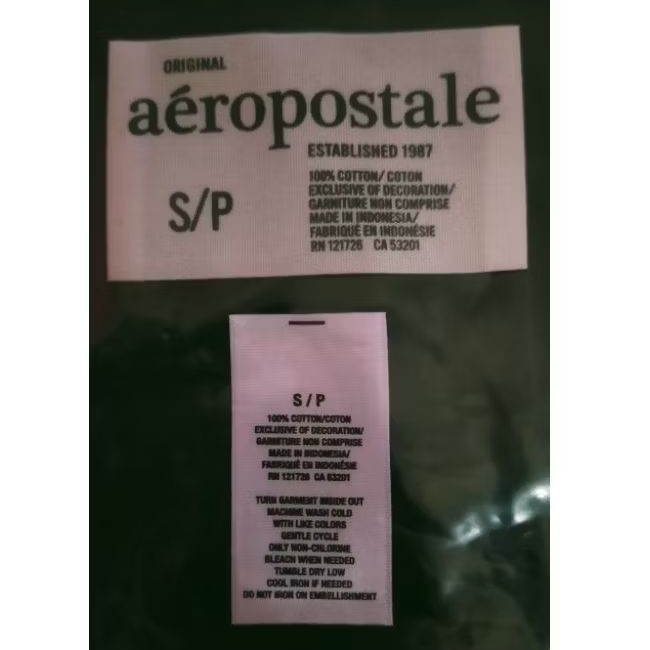 ORIGINAL
aéropostale
ESTABLISHED 1987
S/P
100% COTTON/ COTON
EXCLUSIVE OF DECORATION/
GARNITURE NON COMPRISE
MADE IN INDONESIA/
FABRIQUÉ EN INDONÉSIE
RN 121726 CA 53201
S/P
100% COTTON/COTON
EXCLUSIVE OF DECORATION/
GARNITURE NON COMPRISE
MADE IN INDONESIA/
FABRIQUÉ EN INDONÉSIE
RN 121726 CA 53201
TURN GARMENT INSIDE OUT
MACHINE WASH COLD
WITH LIKE COLORS
GENTLE CYCLE
ONLY NON-CHLORINE
BLEACH WHEN NEEDED
TUMBLE DRY LOW
COOL IRON IF NEEDED
DO NOT IRON ON EMBELLISHMENT